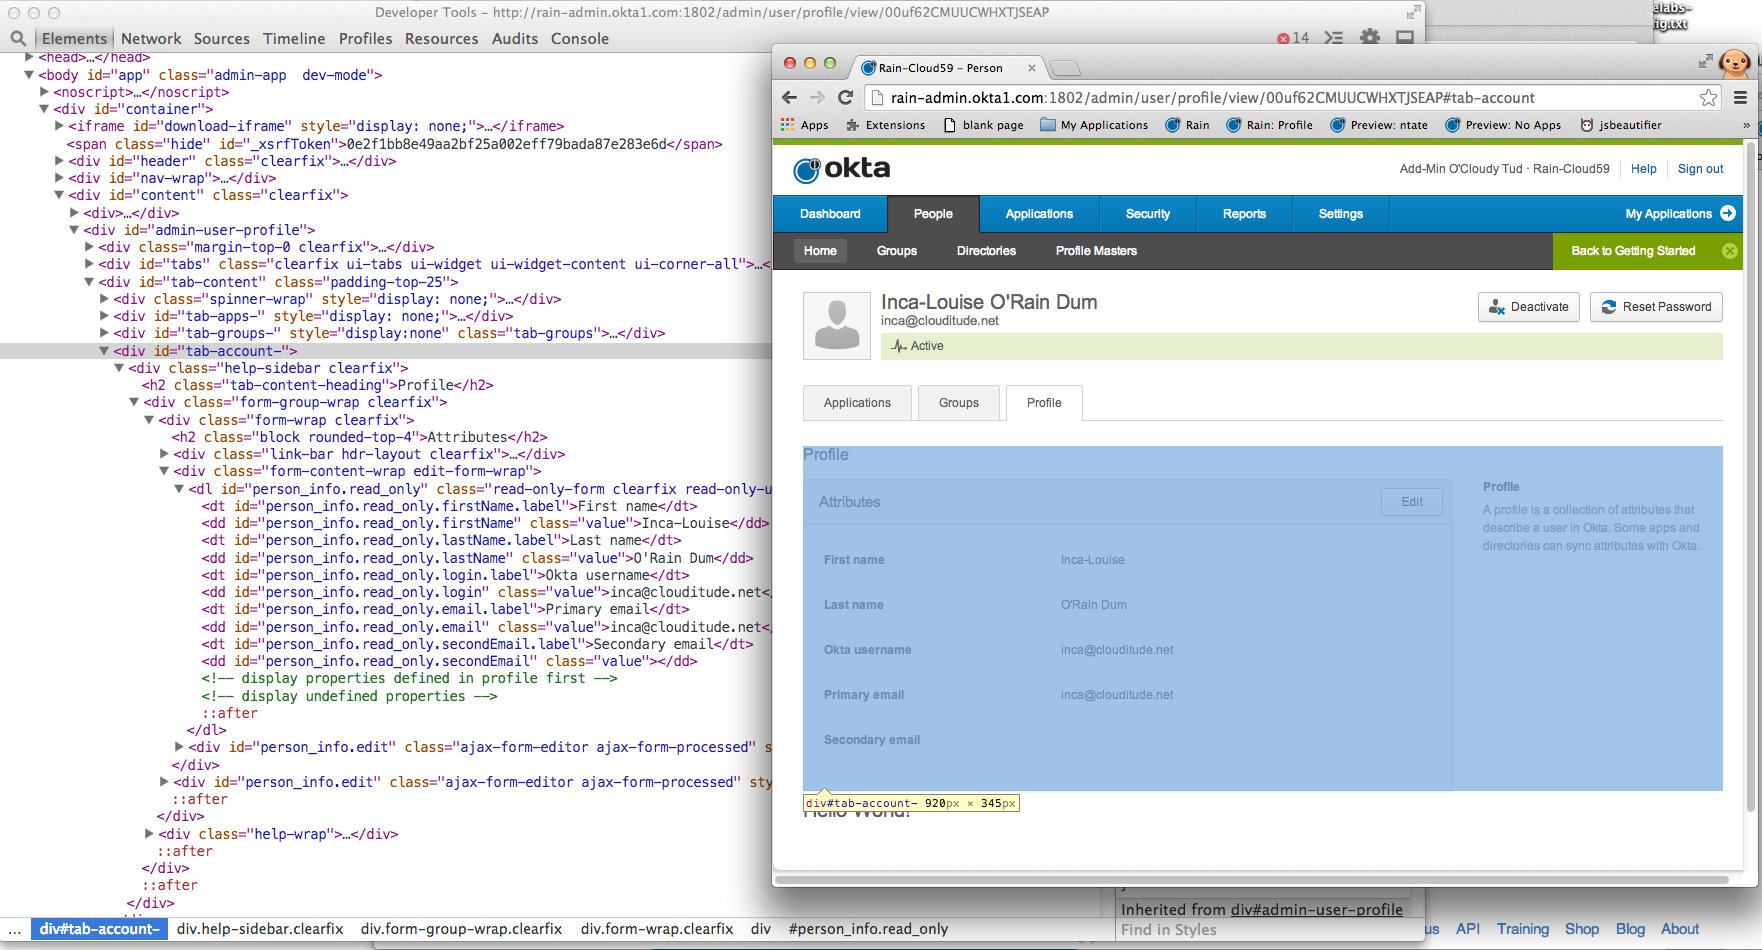 Developer Tools - http://rain-admin.okta1.com:1802/admin/user/profile/view/00uf62CMUUCWHXTJSEAP
Elements Network Sources Timeline Profiles Resources Audits Console 14
<head>…</head>
<body id="app" class="admin-app  dev-mode">
<noscript>…</noscript>
<div id="container">
<iframe id="download-iframe" style="display: none;">…</iframe>
<span class="hide" id="_xsrfToken">0e2f1bb8e49aa2bf25a002eff79bada87e283e6d</span>
<div id="header" class="clearfix">…</div>
<div id="nav-wrap">…</div>
<div id="content" class="clearfix">
<div>…</div>
<div id="admin-user-profile">
<div class="margin-top-0 clearfix">…</div>
<div id="tabs" class="clearfix ui-tabs ui-widget ui-widget-content ui-corner-all">…<
<div id="tab-content" class="padding-top-25">
<div class="spinner-wrap" style="display: none;">…</div>
<div id="tab-apps-" style="display: none;">…</div>
<div id="tab-groups-" style="display:none" class="tab-groups">…</div>
<div id="tab-account-">
<div class="help-sidebar clearfix">
<h2 class="tab-content-heading">Profile</h2>
<div class="form-group-wrap clearfix">
<div class="form-wrap clearfix">
<h2 class="block rounded-top-4">Attributes</h2>
<div class="link-bar hdr-layout clearfix">…</div>
<div class="form-content-wrap edit-form-wrap">
<dl id="person_info.read_only" class="read-only-form clearfix read-only-u
<dt id="person_info.read_only.firstName.label">First name</dt>
<dd id="person_info.read_only.firstName" class="value">Inca-Louise</dd>
<dt id="person_info.read_only.lastName.label">Last name</dt>
<dd id="person_info.read_only.lastName" class="value">O'Rain Dum</dd>
<dt id="person_info.read_only.login.label">Okta username</dt>
<dd id="person_info.read_only.login" class="value">inca@clouditude.net</
<dt id="person_info.read_only.email.label">Primary email</dt>
<dd id="person_info.read_only.email" class="value">inca@clouditude.net<
<dt id="person_info.read_only.secondEmail.label">Secondary email</dt>
<dd id="person_info.read_only.secondEmail" class="value"></dd>
<!-- display properties defined in profile first -->
<!-- display undefined properties -->
::after
</dl>
<div id="person_info.edit" class="ajax-form-editor ajax-form-processed" s
</div>
<div id="person_info.edit" class="ajax-form-editor ajax-form-processed" sty
::after
</div>
<div class="help-wrap">…</div>
::after
</div>
::after
</div>
... div#tab-account- div.help-sidebar.clearfix div.form-group-wrap.clearfix div.form-wrap.clearfix div #person_info.read_only
elabs-
fig.txt
Rain-Cloud59 – Person
rain-admin.okta1.com:1802/admin/user/profile/view/00uf62CMUUCWHXTJSEAP#tab-account
Apps Extensions blank page My Applications Rain Rain: Profile Preview: ntate Preview: No Apps jsbeautifier »
okta
Add-Min O'Cloudy Tud · Rain-Cloud59 Help Sign out
Dashboard People Applications Security Reports Settings My Applications
Home Groups Directories Profile Masters Back to Getting Started
Inca-Louise O'Rain Dum
inca@clouditude.net
Deactivate Reset Password
Active
Applications Groups Profile
Profile
Attributes Edit
First name Inca-Louise
Last name O'Rain Dum
Okta username inca@clouditude.net
Primary email inca@clouditude.net
Secondary email
Profile
A profile is a collection of attributes that
describe a user in Okta. Some apps and
directories can sync attributes with Okta.
div#tab-account- 920px × 345px
Hello World!
Inherited from div#admin-user-profile
Find in Styles
us API Training Shop Blog About